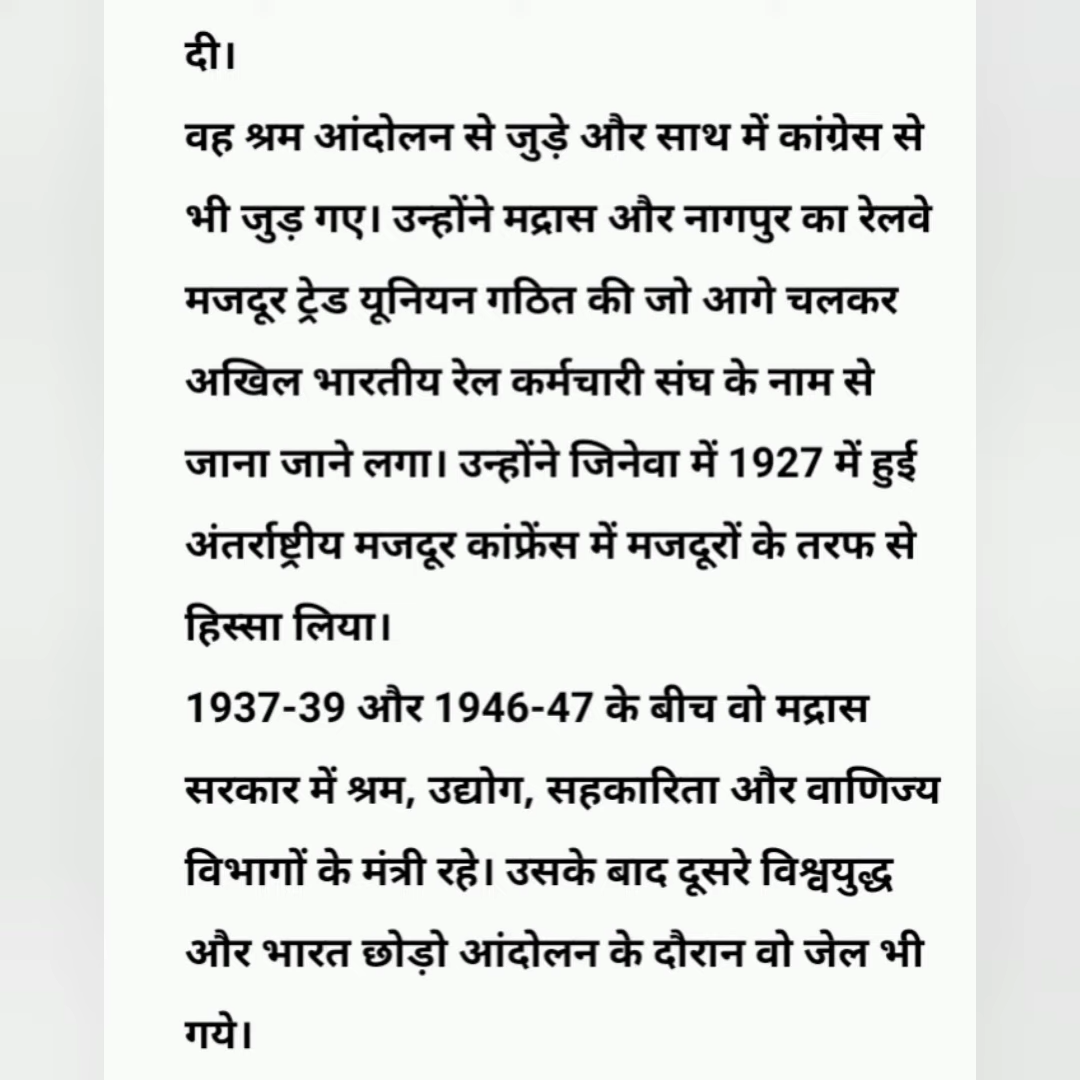 दी।
वह श्रम आंदोलन से जुड़े और साथ में कांग्रेस से
भी जुड़ गए। उन्होंने मद्रास और नागपुर का रेलवे
मजदूर ट्रेड यूनियन गठित की जो आगे चलकर
अखिल भारतीय रेल कर्मचारी संघ के नाम से
जाना जाने लगा। उन्होंने जिनेवा में 1927 में हुई
अंतर्राष्ट्रीय मजदूर कांफ्रेंस में मजदूरों के तरफ से
हिस्सा लिया।
1937-39 और 1946-47 के बीच वो मद्रास
सरकार में श्रम, उद्योग, सहकारिता और वाणिज्य
विभागों के मंत्री रहे। उसके बाद दूसरे विश्वयुद्ध
और भारत छोड़ो आंदोलन के दौरान वो जेल भी
गये।